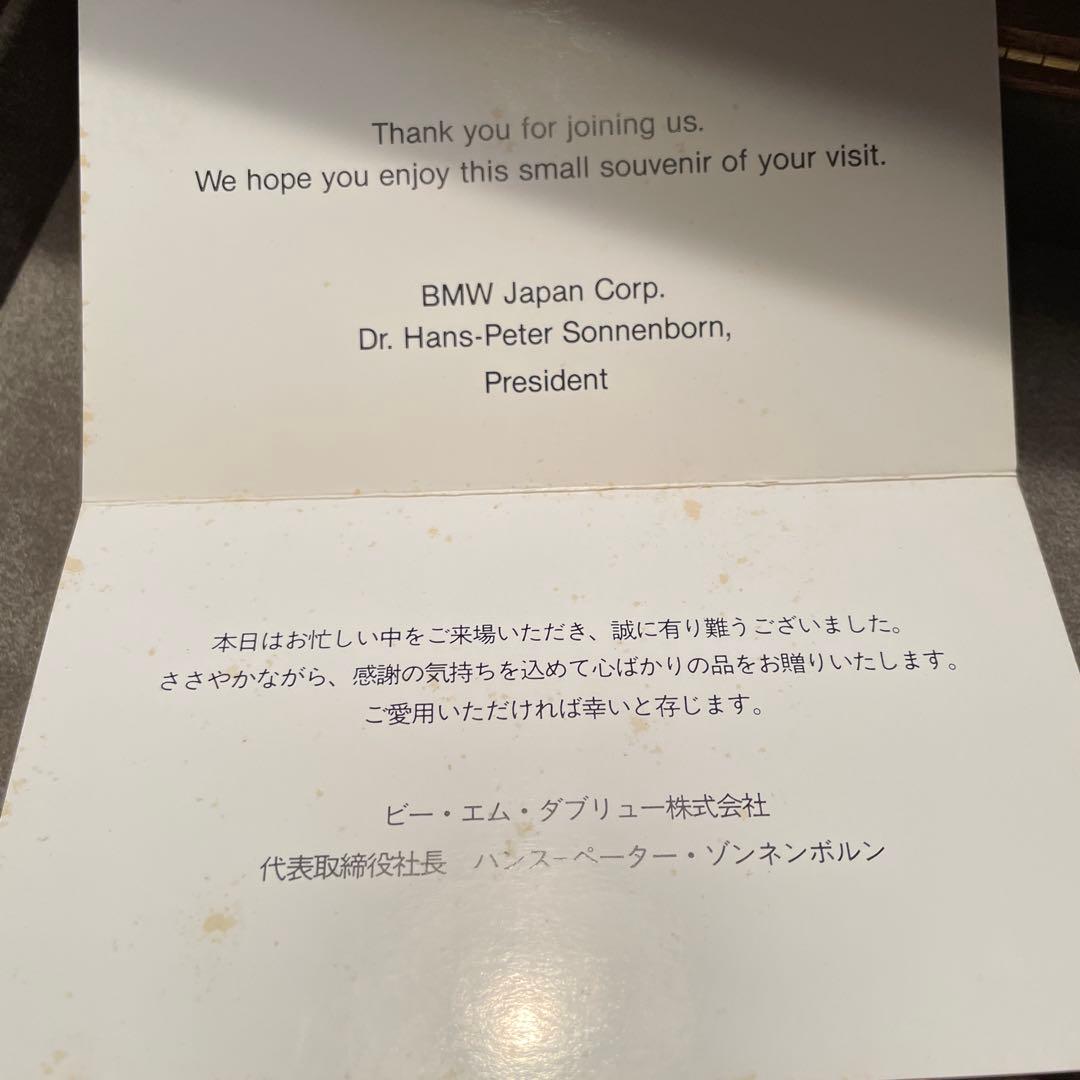 Thank you for joining us.
We hope you enjoy this small souvenir of your visit.
BMW Japan Corp.
Dr. Hans-Peter Sonnenborn,
President
本日はお忙しい中をご来場いただき、誠に有り難うございました。
ささやかながら、感謝の気持ちを込めて心ばかりの品をお贈りいたします。
ご愛用いただければ幸いと存じます。
ビー・エム・ダブリュー株式会社
代表取締役社長　ハンス-ペーター・ゾンネンボルン